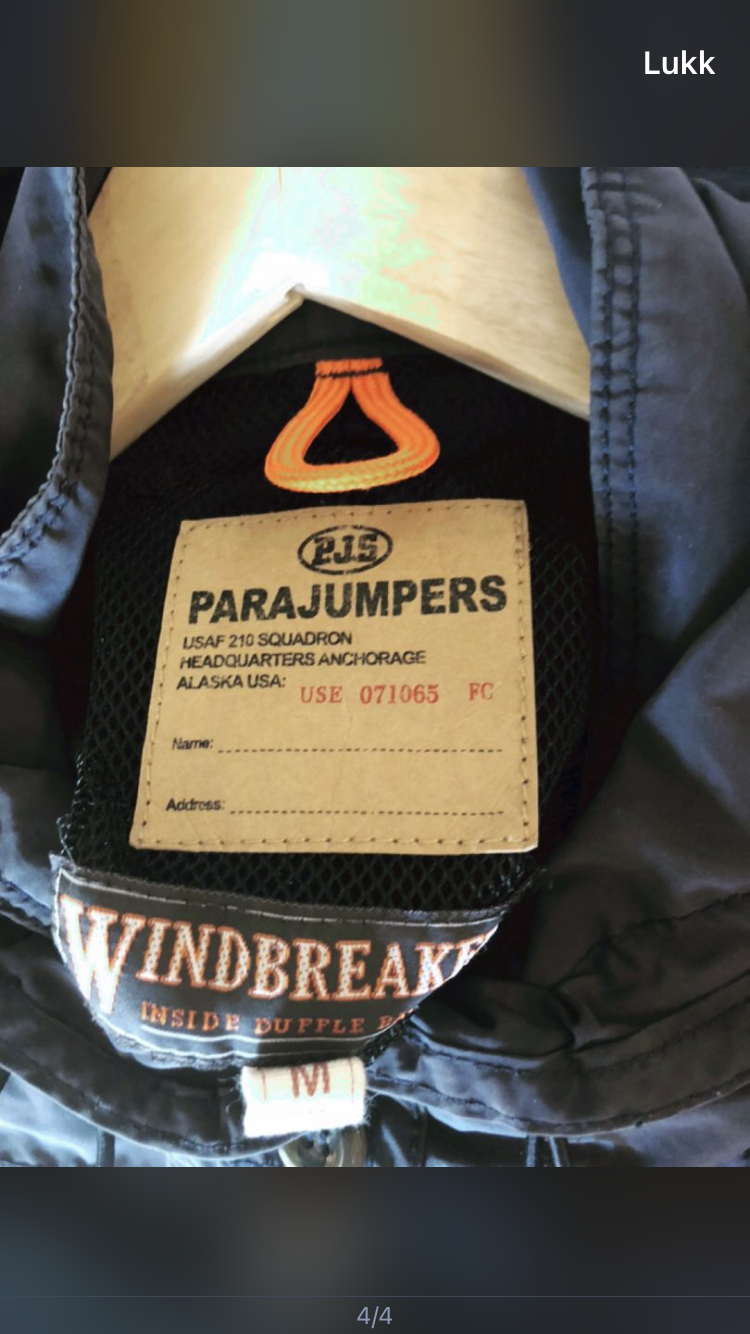 Lukk
P.J.S
PARAJUMPERS
USAF 210 SQUADRON
HEADQUARTERS ANCHORAGE
ALASKA USA:
USE 071065 FC
Name:
Address:
WINDBREAKE
INSIDE DUFFLE
M
4/4